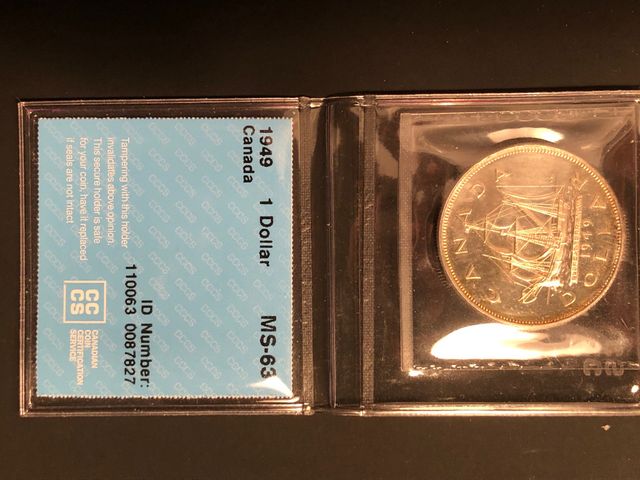 1949 1 Dollar MS-63
Canada
ID Number:
110063 0087827
Tampering with this holder
invalidates above opinion.
This secure holder is safe
for your coin, have it replaced
if seals are not intact
CC
CS
CANADIAN
COIN
CERTIFICATION
SERVICE
CANADA
1949
DOLLAR